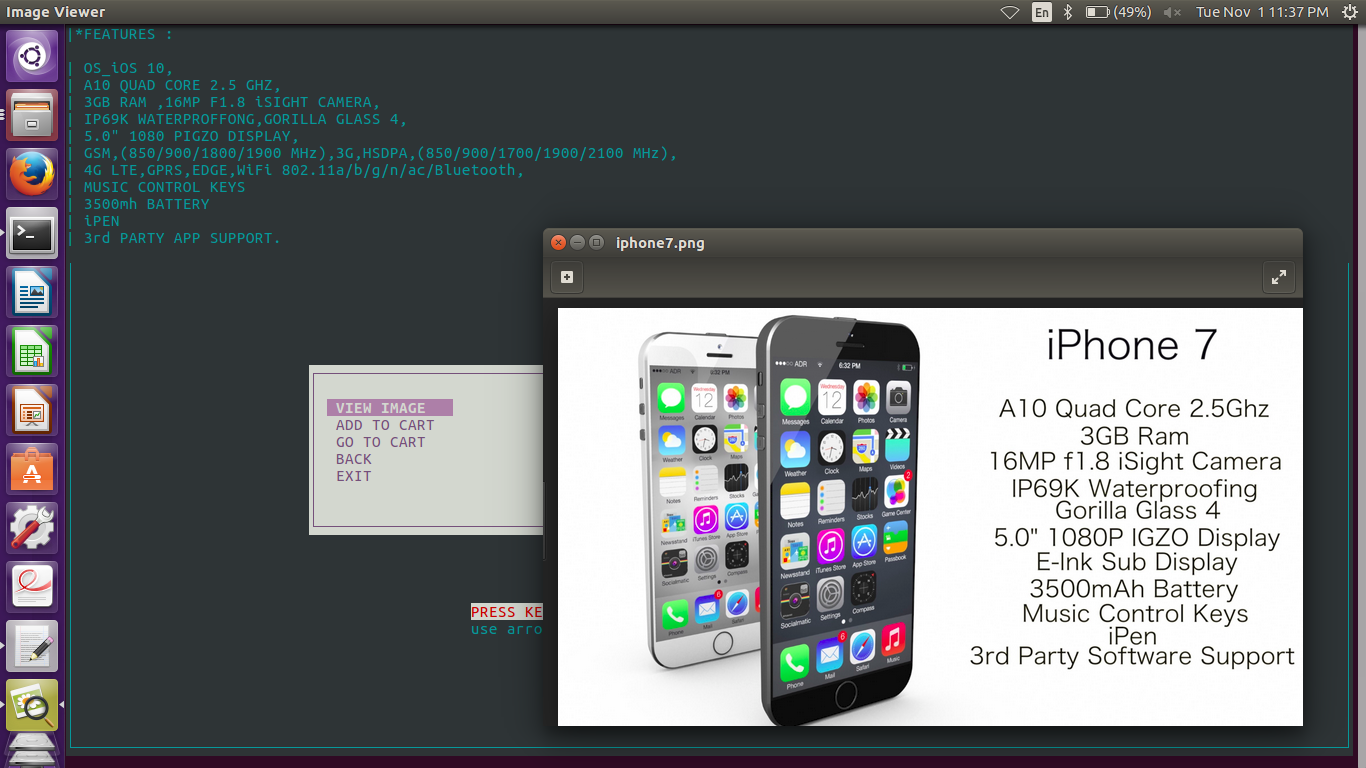 Image Viewer
En
(49%)
Tue Nov 1 11:37 PM
|*FEATURES :
| OS_iOS 10,
| A10 QUAD CORE 2.5 GHZ,
| 3GB RAM ,16MP F1.8 iSIGHT CAMERA,
| IP69K WATERPROFFONG,GORILLA GLASS 4,
| 5.0" 1080 PIGZO DISPLAY,
| GSM,(850/900/1800/1900 MHz),3G,HSDPA,(850/900/1700/1900/2100 MHz),
| 4G LTE,GPRS,EDGE,WiFi 802.11a/b/g/n/ac/Bluetooth,
| MUSIC CONTROL KEYS
| 3500mh BATTERY
| iPEN
| 3rd PARTY APP SUPPORT.
VIEW IMAGE
ADD TO CART
GO TO CART
BACK
EXIT
PRESS KE
use arro
iphone7.png
iPhone 7
A10 Quad Core 2.5Ghz
3GB Ram
16MP f1.8 iSight Camera
IP69K Waterproofing
Gorilla Glass 4
5.0" 1080P IGZO Display
E-Ink Sub Display
3500mAh Battery
Music Control Keys
iPen
3rd Party Software Support
ADR
6:32 PM
Messages
Calendar
Photos
Weather
Clock
Maps
Notes
Reminders
Stocks
Newsstand
iTunes Store
App Store
Socialmatic
Settings
Compass
Phone
Mail
Safari
ADR
6:32 PM
Wednesday
12
Messages
Calendar
Photos
Camera
Weather
Clock
Maps
Videos
2
Notes
Reminders
Stocks
Game Center
Newsstand
iTunes Store
App Store
Passbook
Socialmatic
Settings
Compass
6
Phone
Mail
Safari
Music